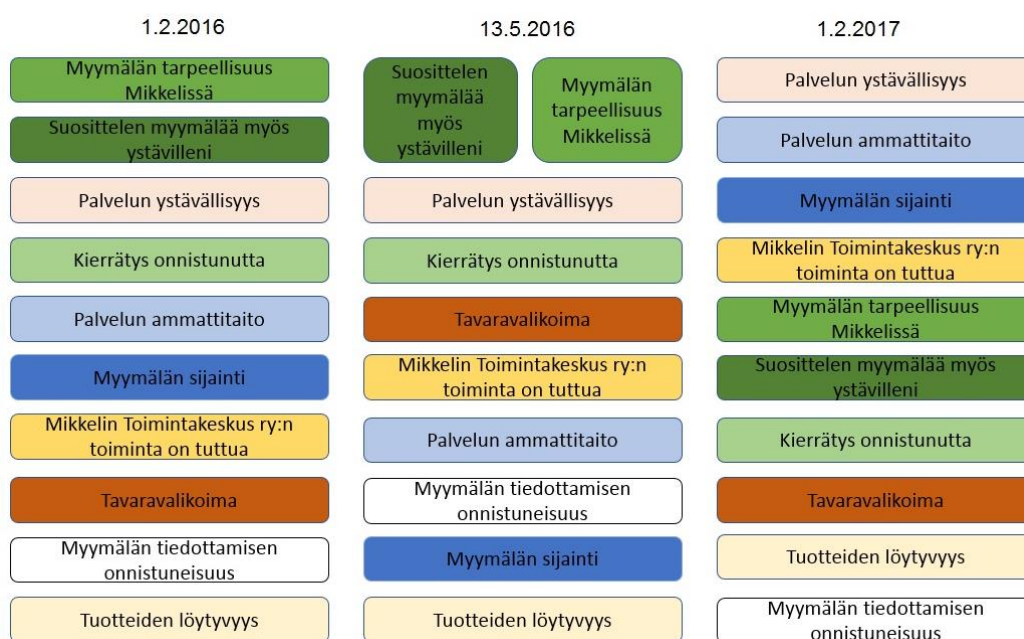 1.2.2016
Myymälän tarpeellisuus
Mikkelissä
Suosittelen myymälää myös
ystävilleni
Palvelun ystävällisyys
Kierrätys onnistunutta
Palvelun ammattitaito
Myymälän sijainti
Mikkelin Toimintakeskus ry:n
toiminta on tuttua
Tavaravalikoima
Myymälän tiedottamisen
onnistuneisuus
Tuotteiden löytyvyys
13.5.2016
Suosittelen
myymälää
myös
ystävilleni
Myymälän
tarpeellisuus
Mikkelissä
Palvelun ystävällisyys
Kierrätys onnistunutta
Tavaravalikoima
Mikkelin Toimintakeskus ry:n
toiminta on tuttua
Palvelun ammattitaito
Myymälän tiedottamisen
onnistuneisuus
Myymälän sijainti
Tuotteiden löytyvyys
1.2.2017
Palvelun ystävällisyys
Palvelun ammattitaito
Myymälän sijainti
Mikkelin Toimintakeskus ry:n
toiminta on tuttua
Myymälän tarpeellisuus
Mikkelissä
Suosittelen myymälää myös
ystävilleni
Kierrätys onnistunutta
Tavaravalikoima
Tuotteiden löytyvyys
Myymälän tiedottamisen
onnistuneisuus